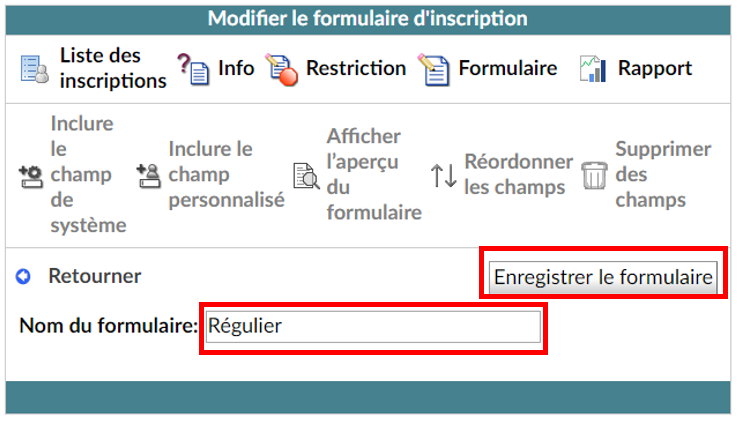 Modifier le formulaire d'inscription
Liste des
inscriptions
Info
Restriction
Formulaire
Rapport
Inclure
le
champ
de
système
Inclure le
champ
personnalisé
Afficher
l'aperçu
du
formulaire
Réordonner
les champs
Supprimer
des
champs
Retourner
Enregistrer le formulaire
Nom du formulaire: Régulier